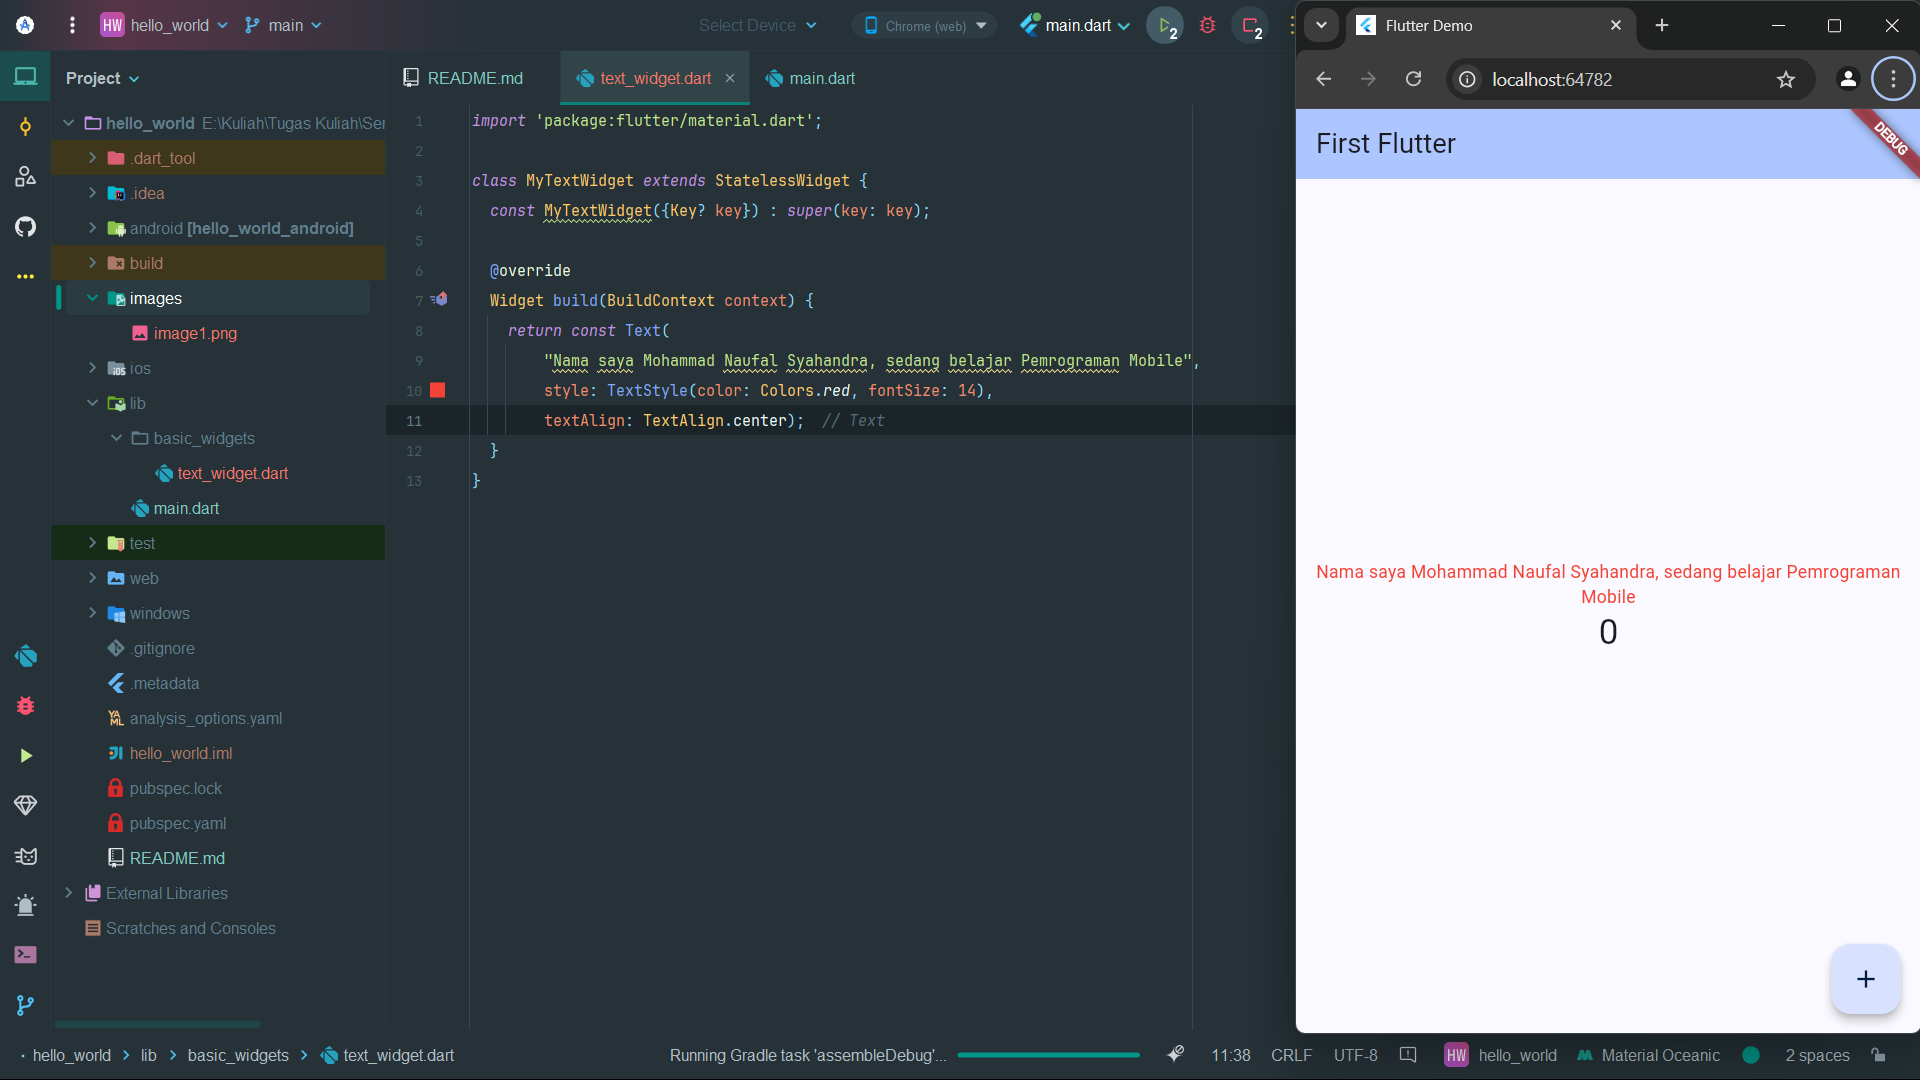 HW hello_world
main
Select Device
Chrome (web)
main.dart
2
2
Project
README.md
text_widget.dart
main.dart
hello_world E:\Kuliah\Tugas Kuliah\Ser
.dart_tool
.idea
android [hello_world_android]
build
images
image1.png
ios
lib
basic_widgets
text_widget.dart
main.dart
test
web
windows
.gitignore
.metadata
analysis_options.yaml
hello_world.iml
pubspec.lock
pubspec.yaml
README.md
External Libraries
Scratches and Consoles
1 import 'package:flutter/material.dart';
2
3 class MyTextWidget extends StatelessWidget {
4 const MyTextWidget({Key? key}) : super(key: key);
5
6 @override
7 Widget build(BuildContext context) {
8 return const Text(
9 "Nama saya Mohammad Naufal Syahandra, sedang belajar Pemrograman Mobile",
10 style: TextStyle(color: Colors.red, fontSize: 14),
11 textAlign: TextAlign.center); // Text
12 }
13 }
Flutter Demo
localhost:64782
First Flutter
DEBUG
Nama saya Mohammad Naufal Syahandra, sedang belajar Pemrograman
Mobile
0
+
hello_world > lib > basic_widgets > text_widget.dart
Running Gradle task 'assembleDebug'...
11:38
CRLF
UTF-8
HW hello_world
Material Oceanic
2 spaces